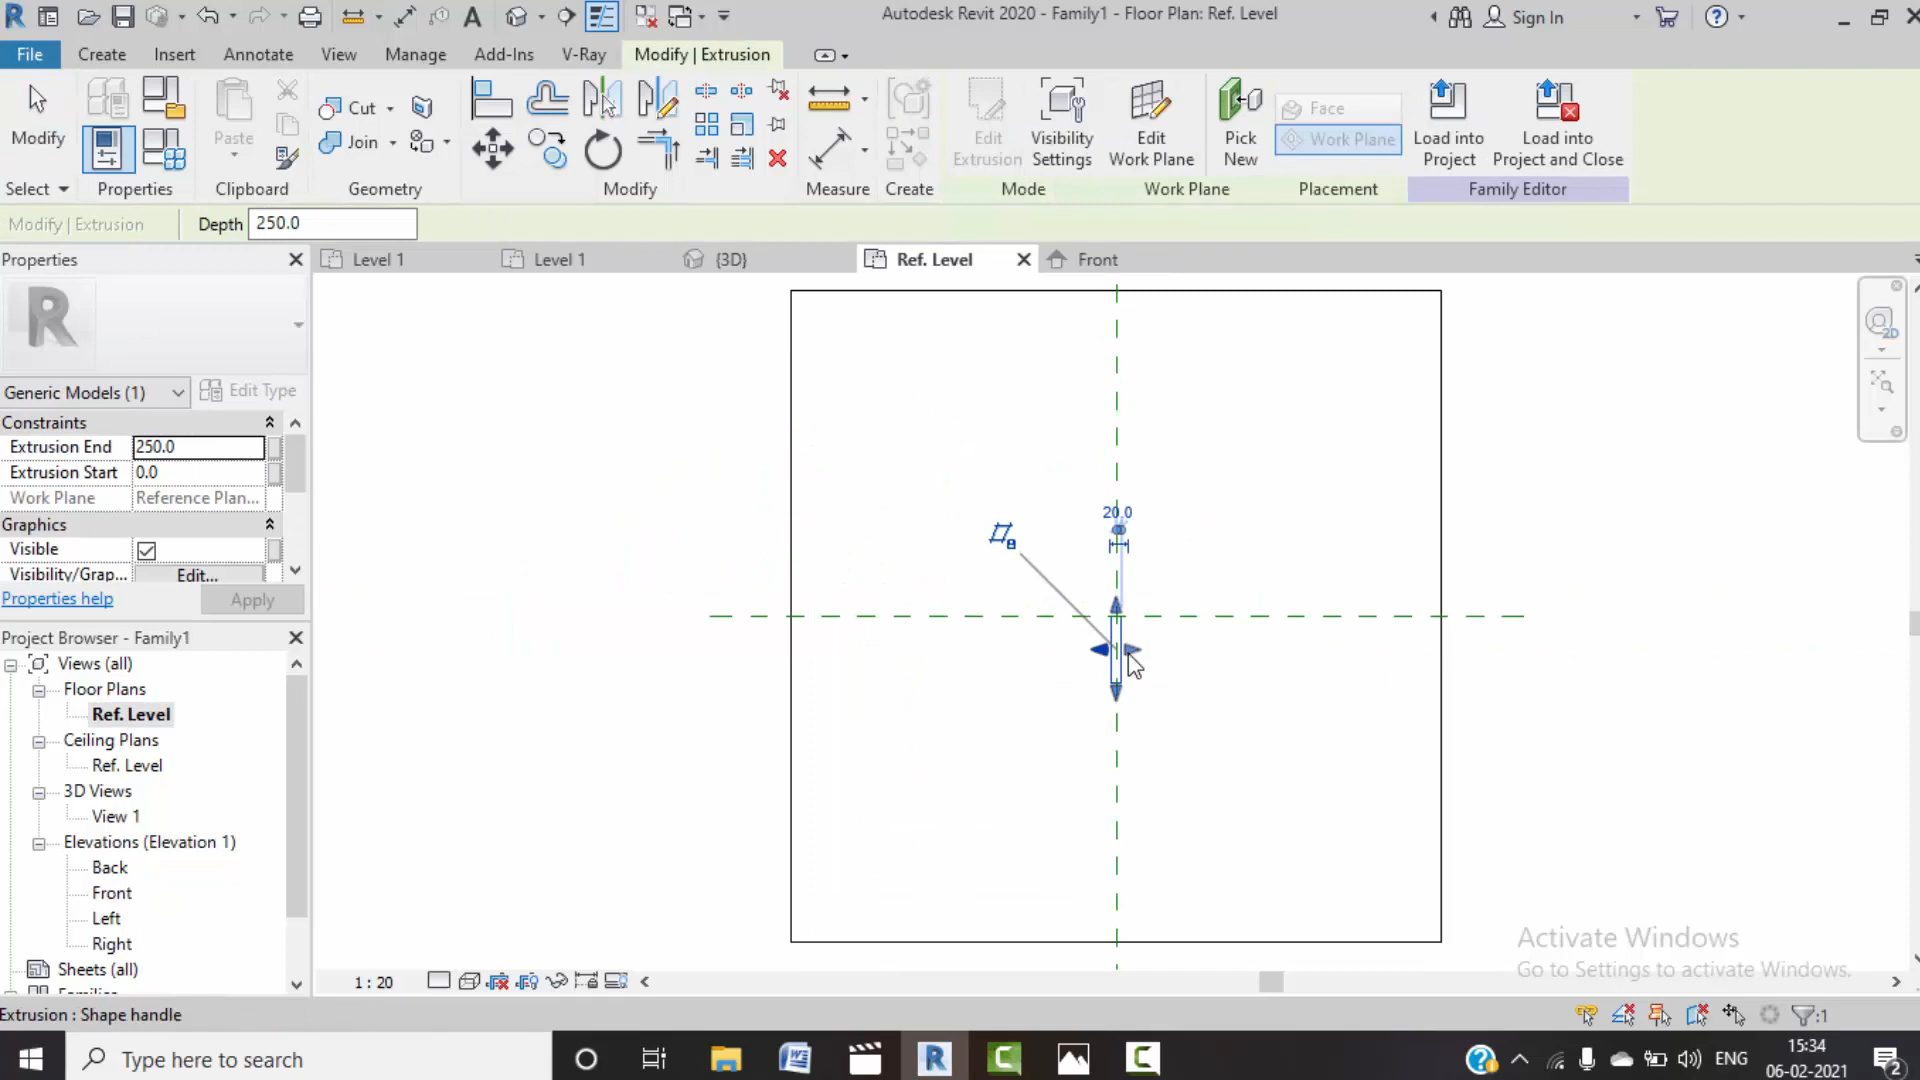 Autodesk Revit 2020 - Family1 - Floor Plan: Ref. Level
Sign In
File
Create
Insert
Annotate
View
Manage
Add-Ins
V-Ray
Modify | Extrusion
Modify
Paste
Cut
Join
Edit Extrusion
Visibility Settings
Edit Work Plane
Pick New
Face
Work Plane
Load into Project
Load into Project and Close
Select
Properties
Clipboard
Geometry
Modify
Measure
Create
Mode
Work Plane
Placement
Family Editor
Modify | Extrusion
Depth
250.0
Properties
Level 1
Level 1
{3D}
Ref. Level
Front
Generic Models (1)
Edit Type
Constraints
Extrusion End
250.0
Extrusion Start
0.0
Work Plane
Reference Plan...
Graphics
Visible
Visibility/Grap...
Edit...
Properties help
Apply
Project Browser - Family1
Views (all)
Floor Plans
Ref. Level
Ceiling Plans
Ref. Level
3D Views
View 1
Elevations (Elevation 1)
Back
Front
Left
Right
Sheets (all)
20.0
2D
Activate Windows
Go to Settings to activate Windows.
1 : 20
Extrusion : Shape handle
:1
Type here to search
ENG
15:34
06-02-2021
2